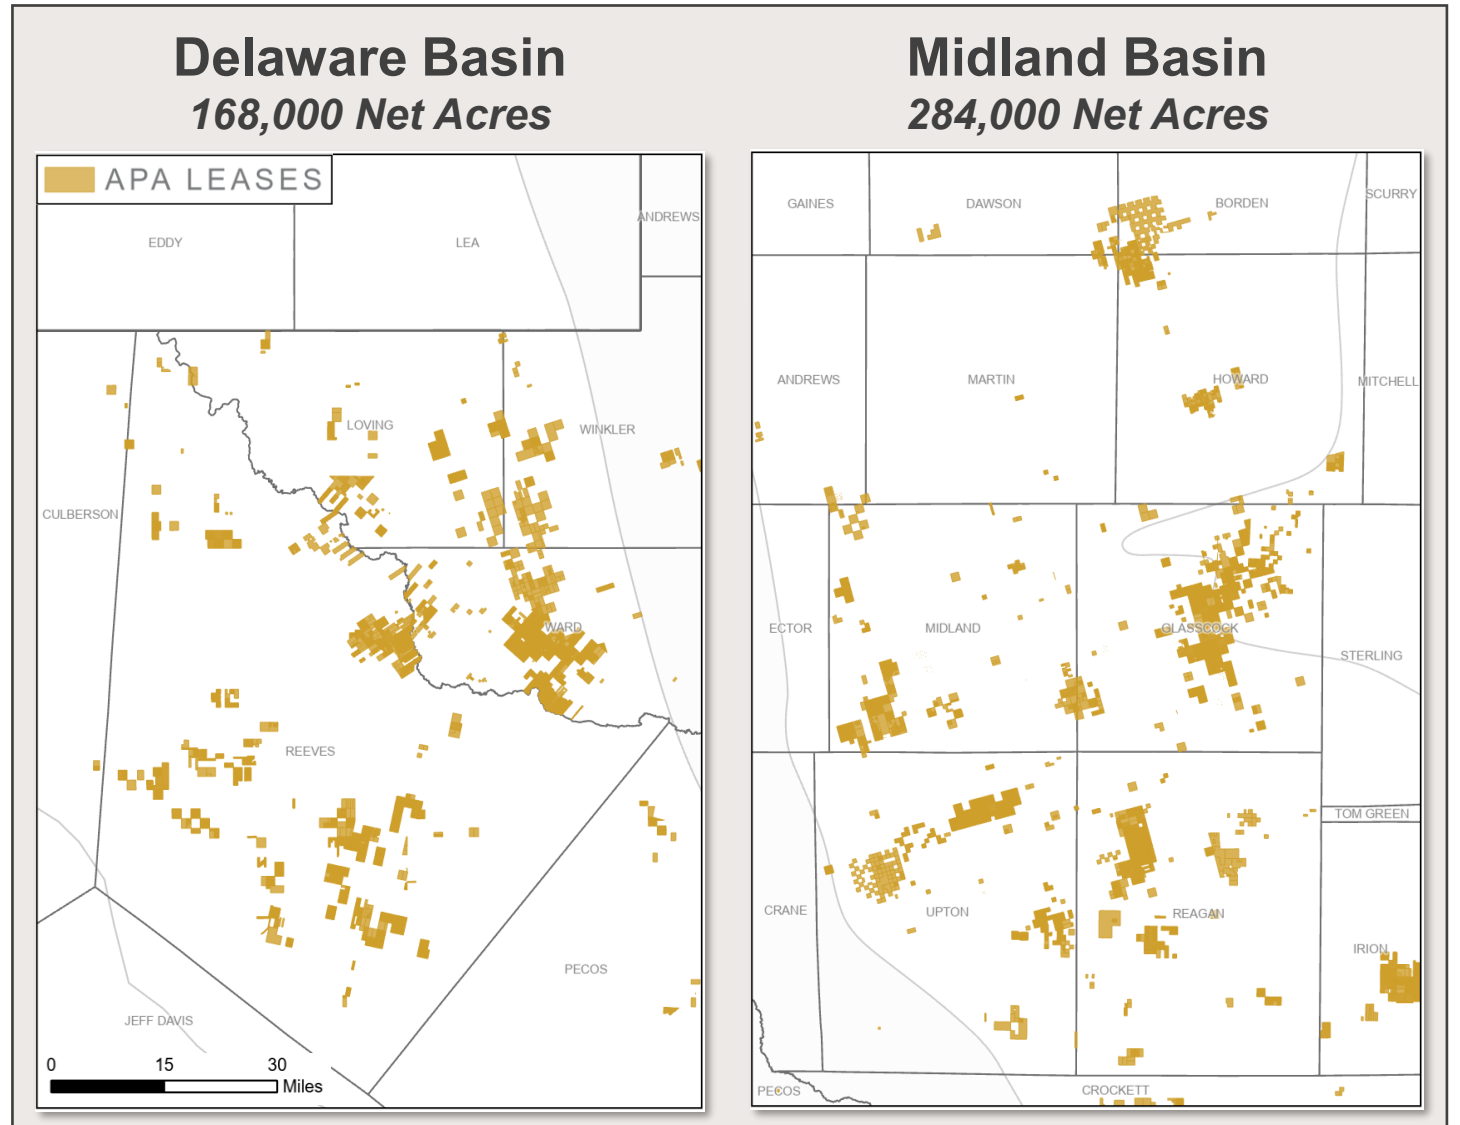 Delaware Basin
168,000 Net Acres
APA LEASES
ANDREWS
EDDY
LEA
LOVING
WINKLER
CULBERSON
WARD
REEVES
PECOS
JEFF DAVIS
0 15 30
Miles
Midland Basin
284,000 Net Acres
GAINES
DAWSON
BORDEN
SCURRY
ANDREWS
MARTIN
HOWARD
MITCHELL
ECTOR
MIDLAND
GLASSCOCK
STERLING
TOM GREEN
CRANE
UPTON
REAGAN
IRION
PECOS
CROCKETT